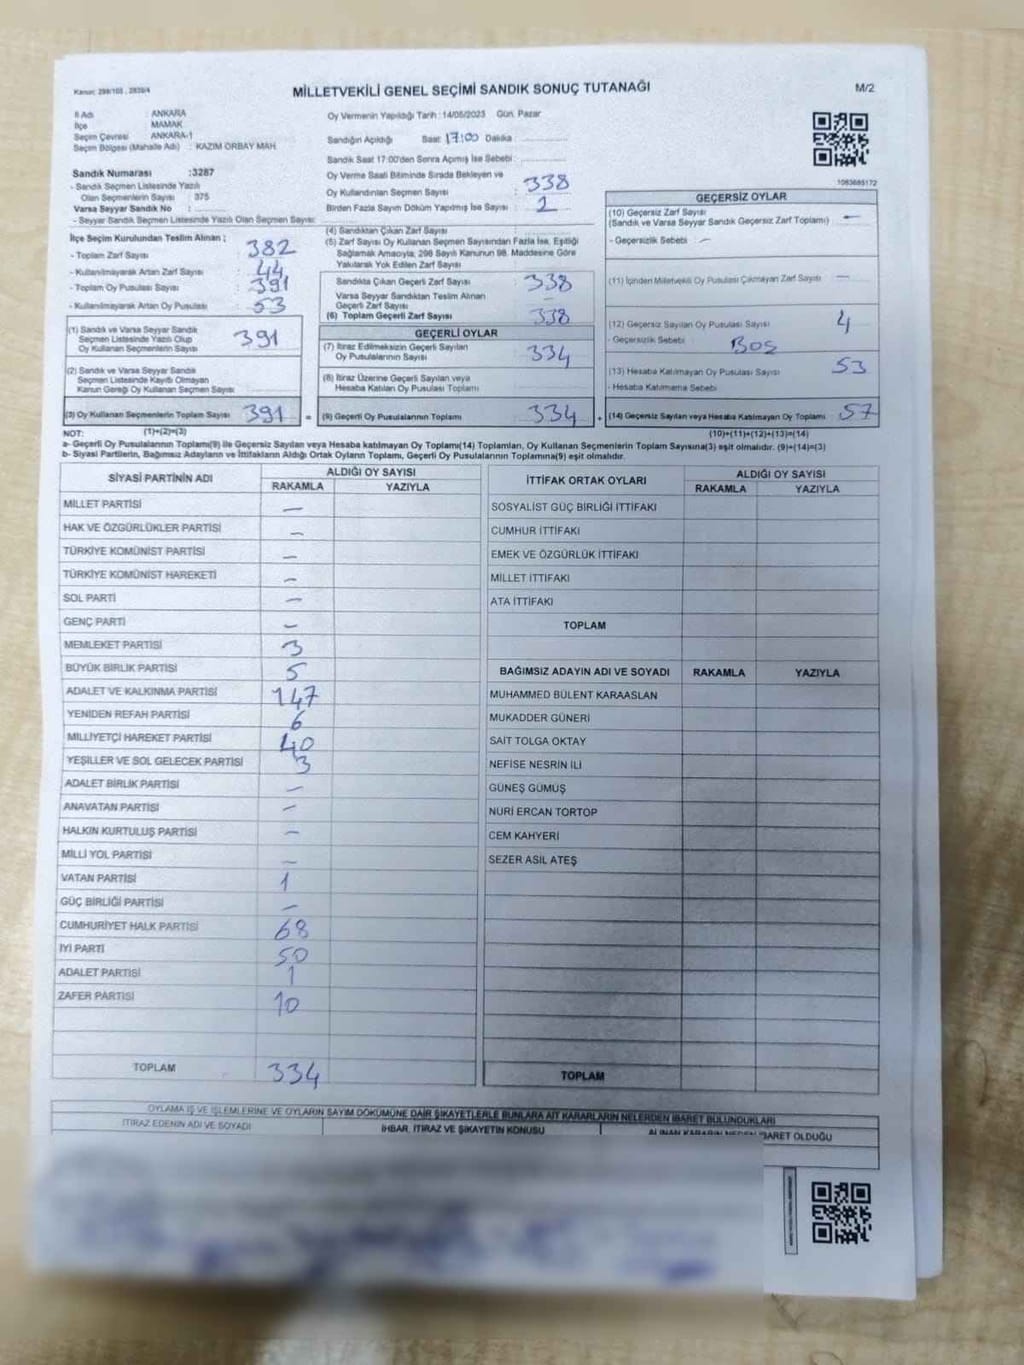 Kanun: 298/105 , 2839/4
MİLLETVEKİLİ GENEL SEÇİMİ SANDIK SONUÇ TUTANAĞI
M/2
İl Adı : ANKARA
İlçe : MAMAK
Seçim Çevresi : ANKARA-1
Seçim Bölgesi (Mahalle Adı) : KAZIM ORBAY MAH.
Sandık Numarası :3287
- Sandık Seçmen Listesinde Yazılı
Olan Seçmenlerin Sayısı : 375
Varsa Seyyar Sandık No :
- Seyyar Sandık Seçmen Listesinde Yazılı Olan Seçmen Sayısı:
İlçe Seçim Kurulundan Teslim Alınan ;
- Toplam Zarf Sayısı : 382
- Kullanılmayarak Artan Zarf Sayısı : 44
- Toplam Oy Pusulası : 391
- Kullanılmayarak Artan Oy Pusulası : 53
(1) Sandık ve Varsa Seyyar Sandık
Seçmen Listesinde Yazılı Olup
Oy Kullanan Seçmenlerin Sayısı 391
(2) Sandık ve Varsa Seyyar Sandık
Seçmen Listesinde Kayıtlı Olmayan
Kanun Gereği Oy Kullanan Seçmen Sayısı
(3) Oy Kullanan Seçmenlerin Toplam Sayısı 391 =
(1)+(2)=(3)
Oy Vermenin Yapıldığı Tarih : 14/05/2023 Gün: Pazar
Sandığın Açıldığı Saat: 17:00 Dakika :
Sandık Saat 17:00'den Sonra Açılmış İse Sebebi :
Oy Verme Saati Bitiminde Sırada Bekleyen ve
Oy Kullandırılan Seçmen Sayısı : 338
Birden Fazla Sayım Döküm Yapılmış İse Sayısı : 1
(4) Sandıktan Çıkan Zarf Sayısı
(5) Zarf Sayısı Oy Kullanan Seçmen Sayısından Fazla İse, Eşitliği
Sağlamak Amacıyla, 298 Sayılı Kanunun 98. Maddesine Göre
Yakılarak Yok Edilen Zarf Sayısı
Sandıkta Çıkan Geçerli Zarf Sayısı : 338
Varsa Seyyar Sandıktan Teslim Alınan
Geçerli Zarf Sayısı : —
(6) Toplam Geçerli Zarf Sayısı : 338
GEÇERLİ OYLAR
(7) İtiraz Edilmeksizin Geçerli Sayılan
Oy Pusulalarının Sayısı : 334
(8) İtiraz Üzerine Geçerli Sayılan veya
Hesaba Katılan Oy Pusulası Toplamı
(9) Geçerli Oy Pusulalarının Toplamı : 334 +
1083685172
GEÇERSİZ OYLAR
(10) Geçersiz Zarf Sayısı
(Sandık ve Varsa Seyyar Sandık Geçersiz Zarf Toplamı) : —
- Geçersizlik Sebebi : —
(11) İçinden Milletvekili Oy Pusulası Çıkmayan Zarf Sayısı : —
(12) Geçersiz Sayılan Oy Pusulası Sayısı : 4
- Geçersizlik Sebebi : Boş
(13) Hesaba Katılmayan Oy Pusulası Sayısı : 53
- Hesaba Katılmama Sebebi :
(14) Geçersiz Sayılan veya Hesaba Katılmayan Oy Toplamı : 57
(10)+(11)+(12)+(13)=(14)
NOT:
a- Geçerli Oy Pusulalarının Toplamı(9) ile Geçersiz Sayılan veya Hesaba katılmayan Oy Toplamı(14) Toplamları, Oy Kullanan Seçmenlerin Toplam Sayısına(3) eşit olmalıdır. (9)+(14)=(3)
b- Siyasi Partilerin, Bağımsız Adayların ve İttifakların Aldığı Ortak Oyların Toplamı, Geçerli Oy Pusulalarının Toplamına(9) eşit olmalıdır.
SİYASİ PARTİNİN ADI ALDIĞI OY SAYISI
RAKAMLA YAZIYLA
MİLLET PARTİSİ —
HAK VE ÖZGÜRLÜKLER PARTİSİ —
TÜRKİYE KOMÜNİST PARTİSİ —
TÜRKİYE KOMÜNİST HAREKETİ —
SOL PARTİ —
GENÇ PARTİ —
MEMLEKET PARTİSİ 3
BÜYÜK BİRLİK PARTİSİ 5
ADALET VE KALKINMA PARTİSİ 147
YENİDEN REFAH PARTİSİ 6
MİLLİYETÇİ HAREKET PARTİSİ 40
YEŞİLLER VE SOL GELECEK PARTİSİ 3
ADALET BİRLİK PARTİSİ —
ANAVATAN PARTİSİ —
HALKIN KURTULUŞ PARTİSİ —
MİLLİ YOL PARTİSİ —
VATAN PARTİSİ 1
GÜÇ BİRLİĞİ PARTİSİ —
CUMHURİYET HALK PARTİSİ 68
İYİ PARTİ 50
ADALET PARTİSİ 1
ZAFER PARTİSİ 10
TOPLAM 334
İTTİFAK ORTAK OYLARI ALDIĞI OY SAYISI
RAKAMLA YAZIYLA
SOSYALİST GÜÇ BİRLİĞİ İTTİFAKI
CUMHUR İTTİFAKI
EMEK VE ÖZGÜRLÜK İTTİFAKI
MİLLET İTTİFAKI
ATA İTTİFAKI
TOPLAM
BAĞIMSIZ ADAYIN ADI VE SOYADI RAKAMLA YAZIYLA
MUHAMMED BÜLENT KARAASLAN
MUKADDER GÜNERİ
SAİT TOLGA OKTAY
NEFİSE NESRİN İLİ
GÜNEŞ GÜMÜŞ
NURİ ERCAN TORTOP
CEM KAHYERİ
SEZER ASIL ATEŞ
TOPLAM
OYLAMA İŞ VE İŞLEMLERİNE VE OYLARIN SAYIM DÖKÜMÜNE DAİR ŞİKAYETLERLE BUNLARA AİT KARARLARIN NELERDEN İBARET BULUNDUKLARI
İTİRAZ EDENİN ADI VE SOYADI İHBAR, İTİRAZ VE ŞİKAYETİN KONUSU ALINAN KARARIN NEDEN İBARET OLDUĞU